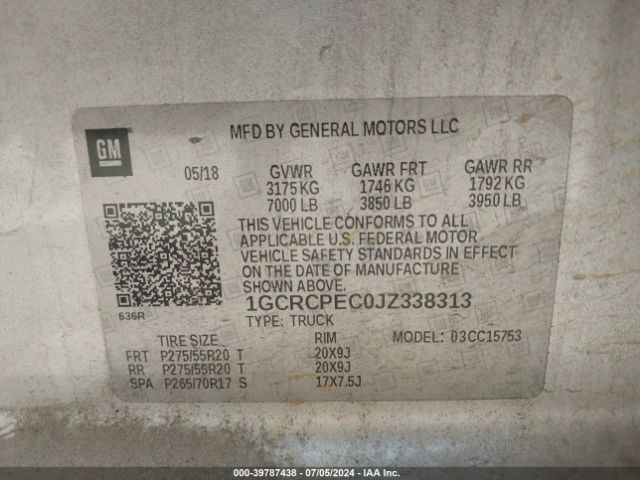 GM
MFD BY GENERAL MOTORS LLC
05/18 GVWR GAWR FRT GAWR RR
3175 KG 1746 KG 1792 KG
7000 LB 3850 LB 3950 LB
THIS VEHICLE CONFORMS TO ALL
APPLICABLE U.S. FEDERAL MOTOR
VEHICLE SAFETY STANDARDS IN EFFECT
ON THE DATE OF MANUFACTURE
SHOWN ABOVE.
636R 1GCRCPEC0JZ338313
TYPE: TRUCK
TIRE SIZE RIM MODEL: 03CC15753
FRT P275/55R20 T 20X9J
RR P275/55R20 T 20X9J
SPA P265/70R17 S 17X7.5J
000-39787438 - 07/05/2024 - IAA Inc.